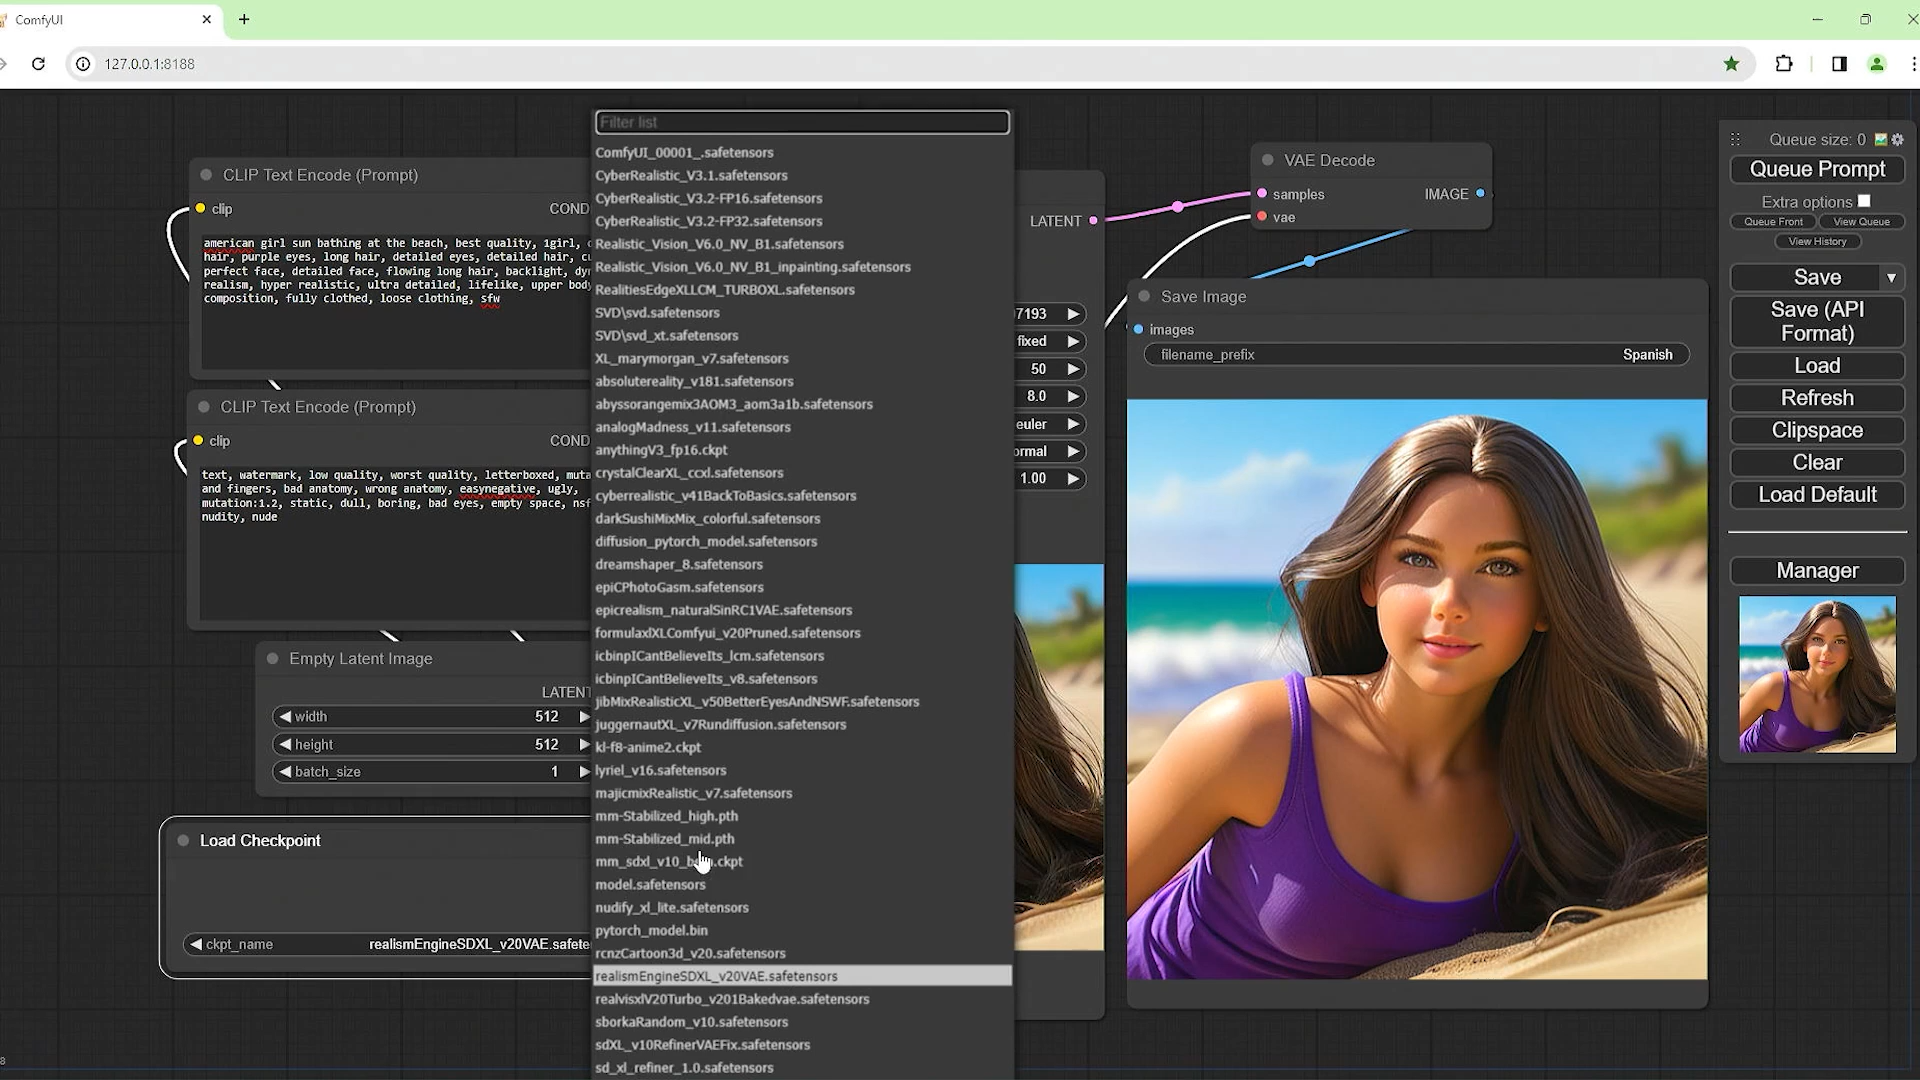 ComfyUI
127.0.0.1:8188
Queue size: 0
Queue Prompt
Extra options
Queue Front
View Queue
View History
Save
Save (API
Format)
Load
Refresh
Clipspace
Clear
Load Default
Manager
CLIP Text Encode (Prompt)
clip
COND
american girl sun bathing at the beach, best quality, 1girl,
hair, purple eyes, long hair, detailed eyes, detailed hair,
perfect face, detailed face, flowing long hair, backlight,
realism, hyper realistic, ultra detailed, lifelike, upper body
composition, fully clothed, loose clothing, sfw
CLIP Text Encode (Prompt)
clip
COND
text, watermark, low quality, worst quality, letterboxed,
and fingers, bad anatomy, wrong anatomy, easynegative, ugly,
mutation:1.2, static, dull, boring, bad eyes, empty space,
nudity, nude
Empty Latent Image
LATENT
width 512
height 512
batch_size 1
Load Checkpoint
ckpt_name realismEngineSDXL_v20VAE.safete
Filter list
ComfyUI_00001_.safetensors
CyberRealistic_V3.1.safetensors
CyberRealistic_V3.2-FP16.safetensors
CyberRealistic_V3.2-FP32.safetensors
Realistic_Vision_V6.0_NV_B1.safetensors
Realistic_Vision_V6.0_NV_B1_inpainting.safetensors
RealitiesEdgeXLLCM_TURBOXL.safetensors
SVD\svd.safetensors
SVD\svd_xt.safetensors
XL_marymorgan_v7.safetensors
absolutereality_v181.safetensors
abyssorangemix3AOM3_aom3a1b.safetensors
analogMadness_v11.safetensors
anythingV3_fp16.ckpt
crystalClearXL_ccxl.safetensors
cyberrealistic_v41BackToBasics.safetensors
darkSushiMixMix_colorful.safetensors
diffusion_pytorch_model.safetensors
dreamshaper_8.safetensors
epiCPhotoGasm.safetensors
epicrealism_naturalSinRC1VAE.safetensors
formulaxlXLComfyui_v20Pruned.safetensors
icbinpICantBelieveIts_lcm.safetensors
icbinpICantBelieveIts_v8.safetensors
jibMixRealisticXL_v50BetterEyesAndNSWF.safetensors
juggernautXL_v7Rundiffusion.safetensors
kl-f8-anime2.ckpt
lyriel_v16.safetensors
majicmixRealistic_v7.safetensors
mm-Stabilized_high.pth
mm-Stabilized_mid.pth
model.safetensors
nudify_xl_lite.safetensors
pytorch_model.bin
rcnzCartoon3d_v20.safetensors
realismEngineSDXL_v20VAE.safetensors
realvisxlV20Turbo_v201Bakedvae.safetensors
sborkaRandom_v10.safetensors
sdXL_v10RefinerVAEFix.safetensors
sd_xl_refiner_1.0.safetensors
LATENT
7193
fixed
50
8.0
euler
ormal
1.00
VAE Decode
samples
IMAGE
vae
Save Image
images
filename_prefix Spanish